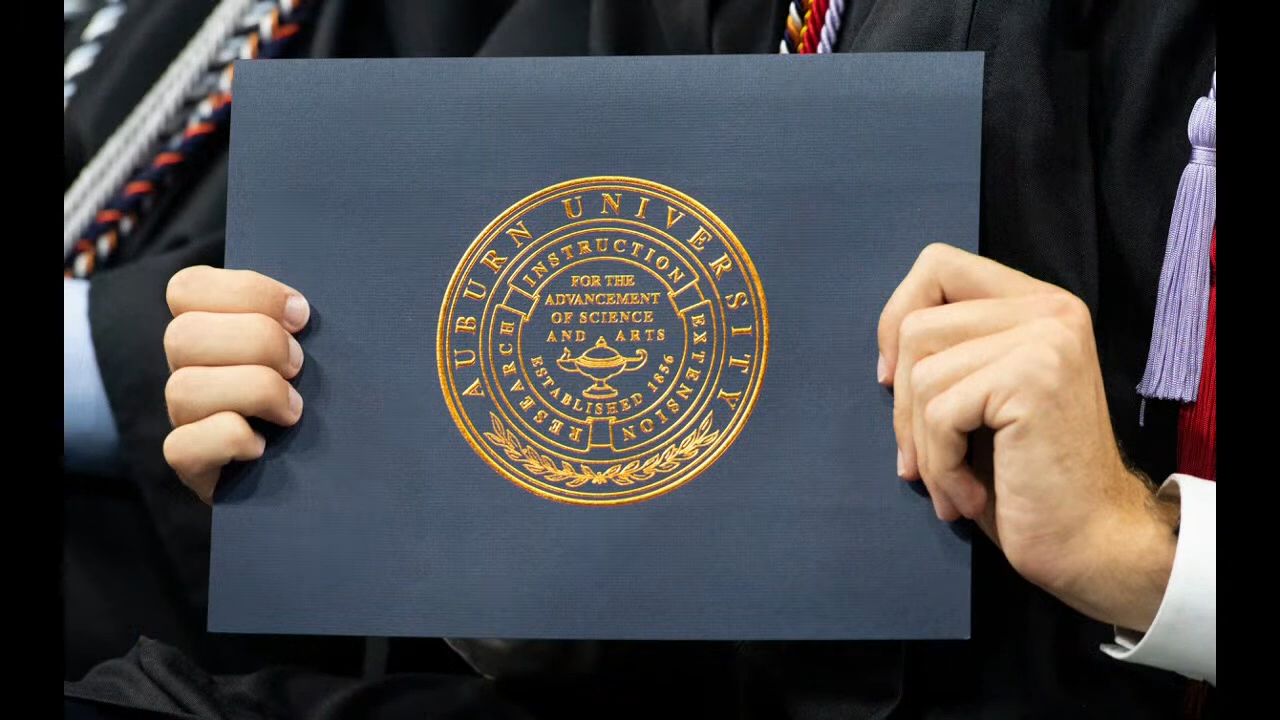 AUBURN UNIVERSITY
INSTRUCTION
EXTENSION
RESEARCH
FOR THE
ADVANCEMENT
OF SCIENCE
AND ARTS
ESTABLISHED 1856